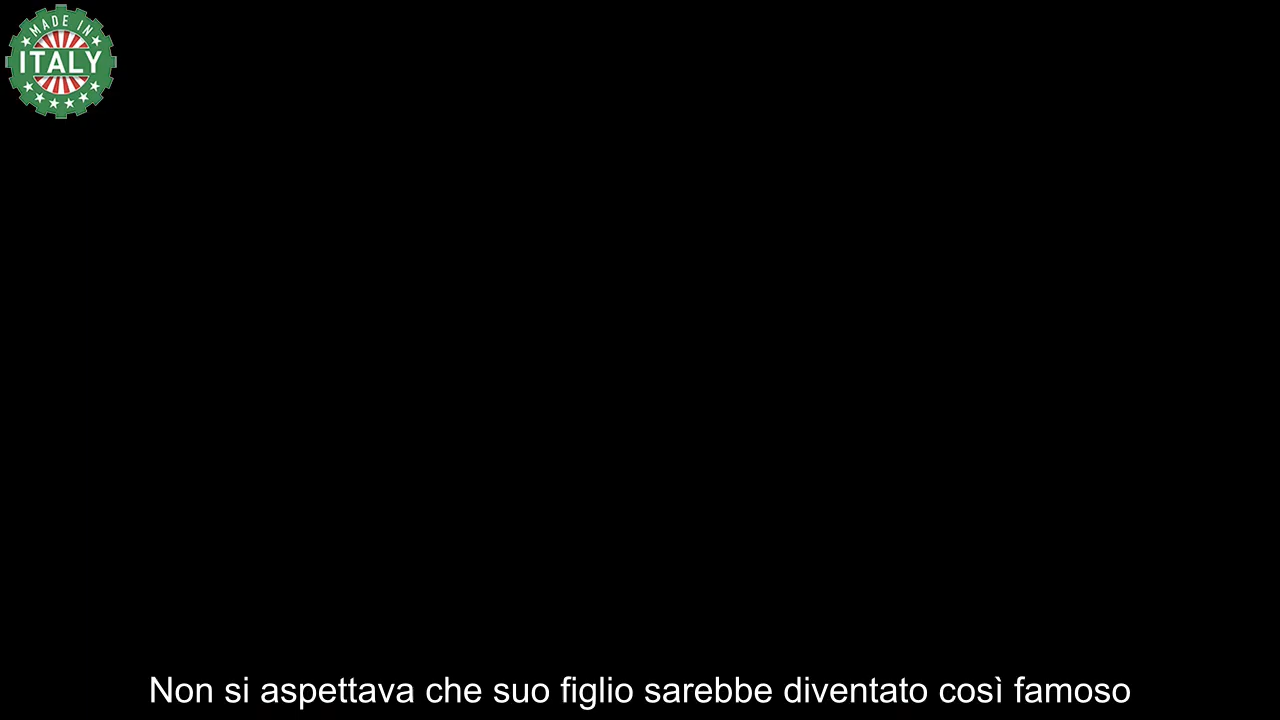 MADE IN
ITALY
Non si aspettava che suo figlio sarebbe diventato così famoso